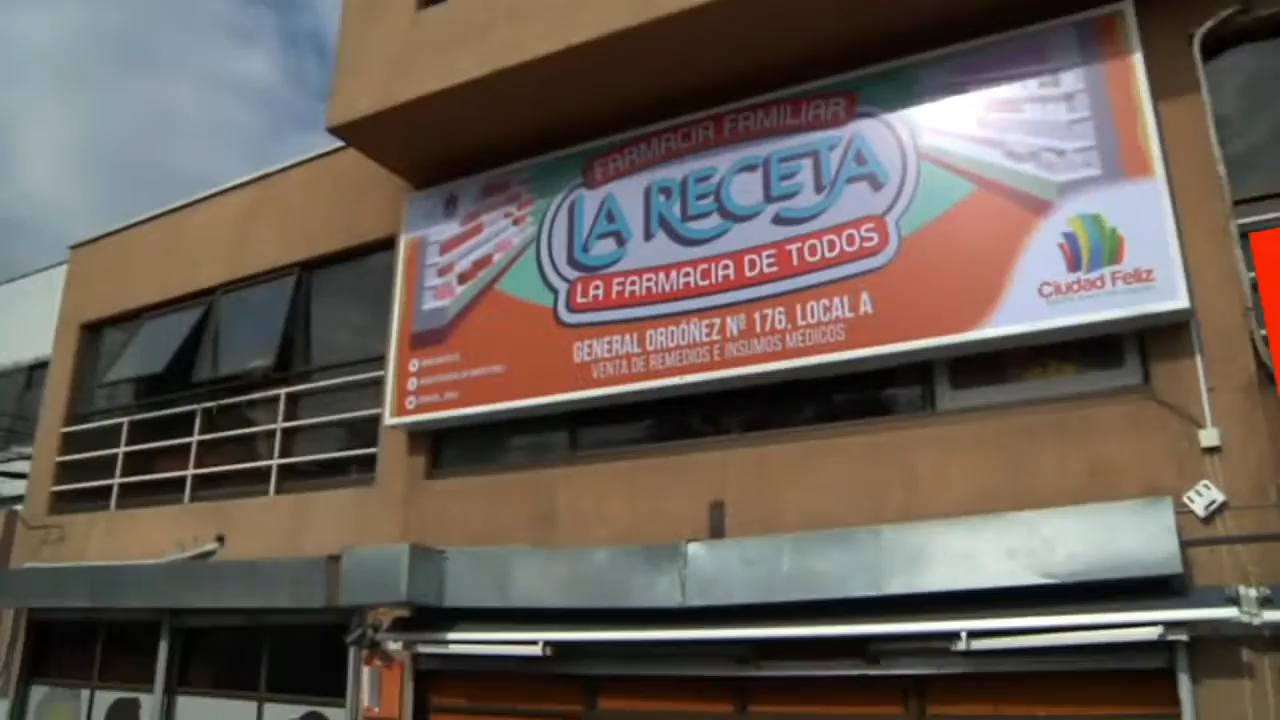 FARMACIA FAMILIAR
LA RECETA
LA FARMACIA DE TODOS
GENERAL ORDÓÑEZ Nº 176, LOCAL A
VENTA DE REMEDIOS E INSUMOS MÉDICOS
Ciudad Feliz